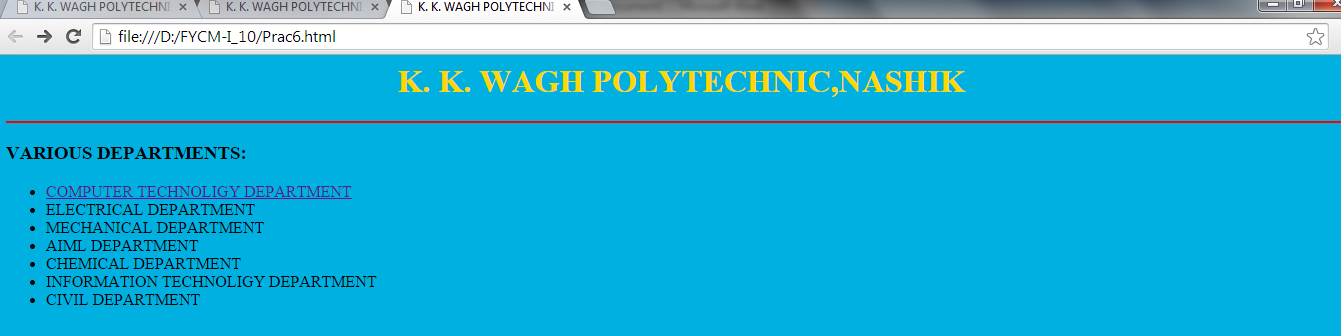 K. K. WAGH POLYTECHNI
K. K. WAGH POLYTECHNI
K. K. WAGH POLYTECHNI
file:///D:/FYCM-I_10/Prac6.html
K. K. WAGH POLYTECHNIC,NASHIK
VARIOUS DEPARTMENTS:
COMPUTER TECHNOLIGY DEPARTMENT
ELECTRICAL DEPARTMENT
MECHANICAL DEPARTMENT
AIML DEPARTMENT
CHEMICAL DEPARTMENT
INFORMATION TECHNOLIGY DEPARTMENT
CIVIL DEPARTMENT